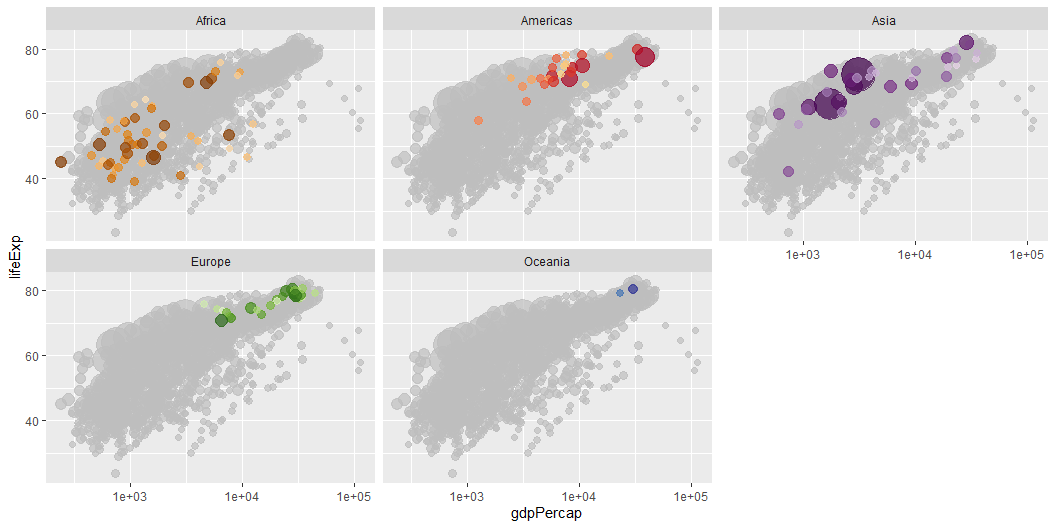 Africa
Americas
Asia
80
60
40
1e+03
1e+04
1e+05
lifeExp
Europe
Oceania
80
60
40
1e+03
1e+04
1e+05
1e+03
1e+04
1e+05
gdpPercap